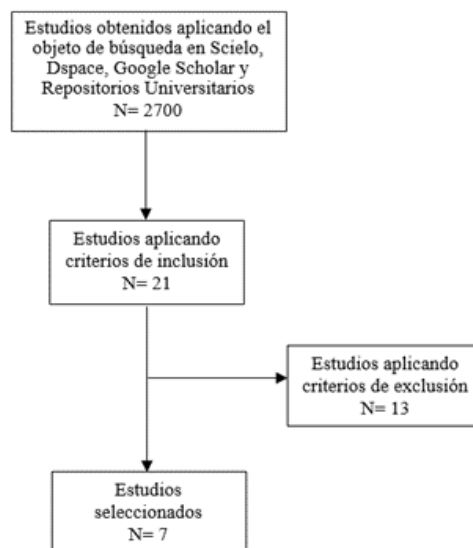 Estudios obtenidos aplicando el
objeto de búsqueda en Scielo,
Dspace, Google Scholar y
Repositorios Universitarios
N= 2700
Estudios aplicando
criterios de inclusión
N= 21
Estudios aplicando
criterios de exclusión
N= 13
Estudios
seleccionados
N= 7